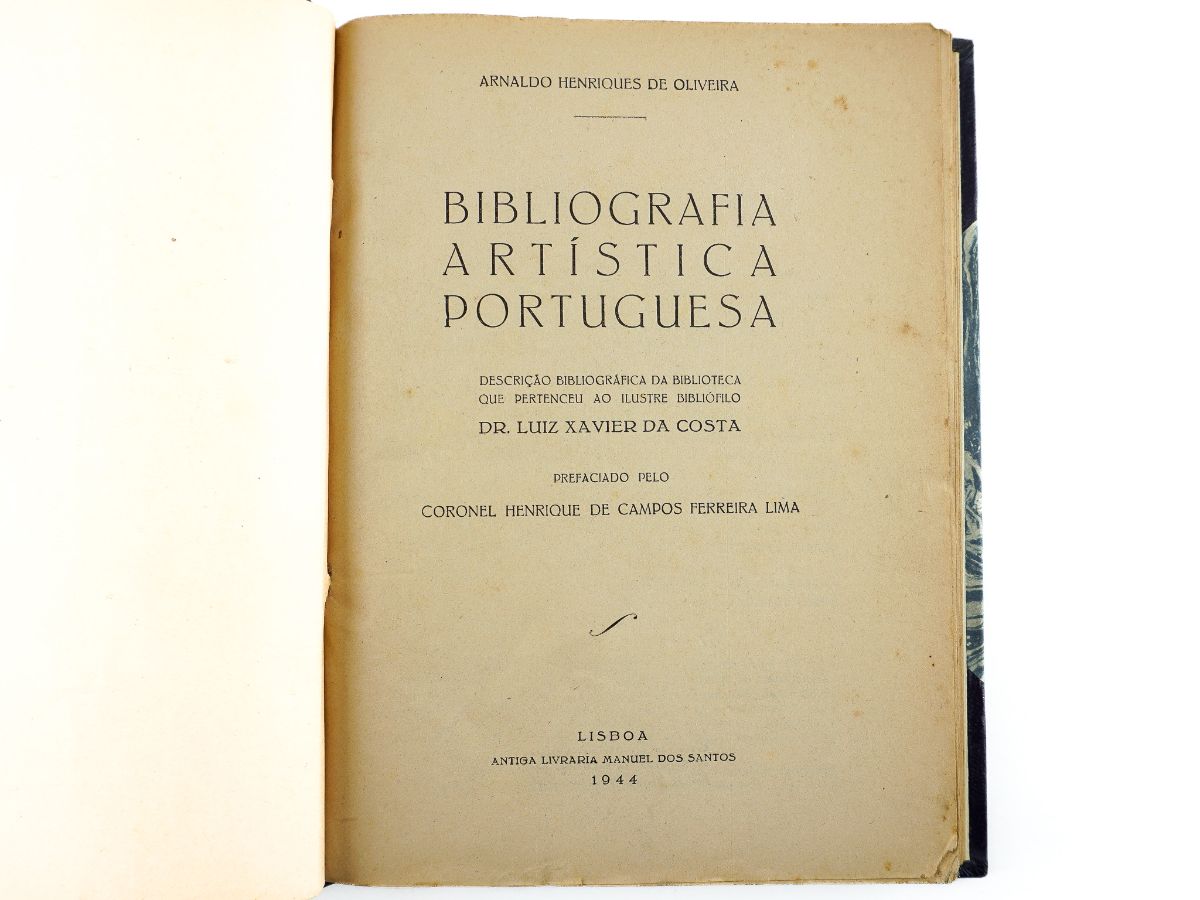 ARNALDO HENRIQUES DE OLIVEIRA
BIBLIOGRAFIA
ARTÍSTICA
PORTUGUESA
DESCRIÇÃO BIBLIOGRÁFICA DA BIBLIOTECA
QUE PERTENCEU AO ILUSTRE BIBLIÓFILO
DR. LUIZ XAVIER DA COSTA
PREFACIADO PELO
CORONEL HENRIQUE DE CAMPOS FERREIRA LIMA
LISBOA
ANTIGA LIVRARIA MANUEL DOS SANTOS
1944